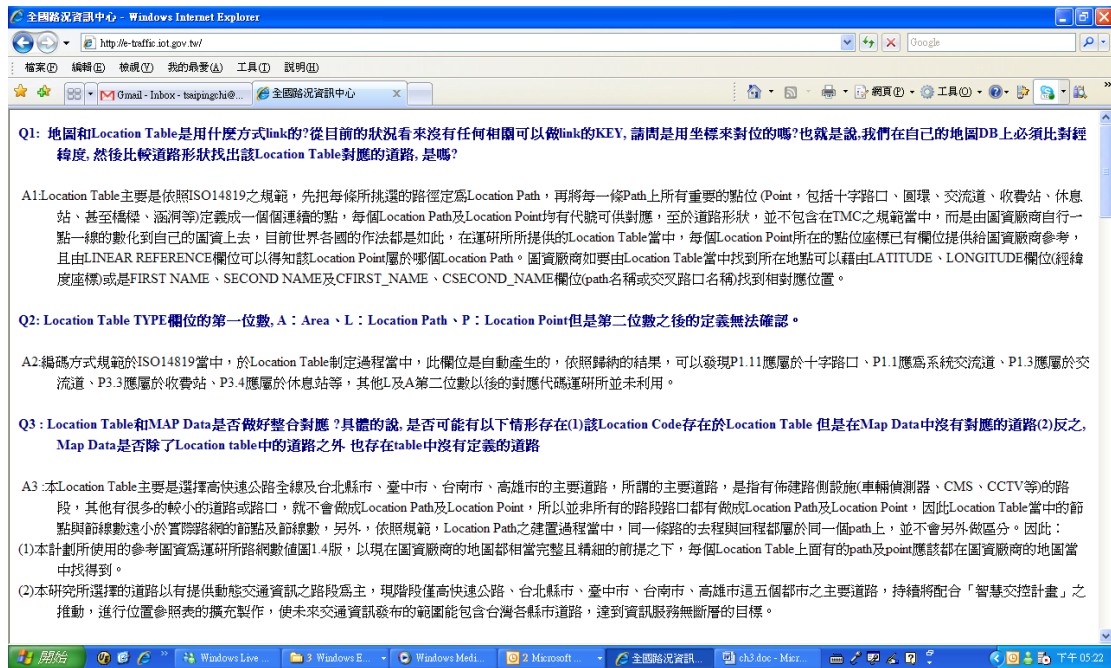 全國路況資訊中心 - Windows Internet Explorer
http://e-traffic.iot.gov.tw/
Google
檔案(F) 編輯(E) 檢視(V) 我的最愛(A) 工具(T) 說明(H)
Gmail - Inbox - tsaipingchi@... 全國路況資訊中心 網頁(P) 工具(O)
Q1: 地圖和Location Table是用什麼方式link的?從目前的狀況看來沒有任何相關可以做link的KEY, 請問是用坐標來對位的嗎?也就是說,我們在自己的地圖DB上必須比對經
緯度, 然後比較道路形狀找出該Location Table對應的道路, 是嗎?
A1:Location Table主要是依照ISO14819之規範，先把每條所挑選的路徑定為Location Path，再將每一條Path上所有重要的點位 (Point，包括十字路口、圓環、交流道、收費站、休息
站、甚至橋樑、涵洞等)定義成一個個連續的點，每個Location Path及Location Point均有代號可供對應，至於道路形狀，並不包含在TMC之規範當中，而是由圖資廠商自行一
點一線的數化到自己的圖資上去，目前世界各國的作法都是如此，在運研所所提供的Location Table當中，每個Location Point所在的點位座標已有欄位提供給圖資廠商參考，
且由LINEAR REFERENCE欄位可以得知該Location Point屬於哪個Location Path。圖資廠商如要由Location Table當中找到所在地點可以藉由LATITUDE、LONGITUDE欄位(經緯
度座標)或是FIRST NAME、SECOND NAME及CFIRST_NAME、CSECOND_NAME欄位(path名稱或交叉路口名稱)找到相對應位置。
Q2: Location Table TYPE欄位的第一位數, A：Area、L：Location Path、P：Location Point但是第二位數之後的定義無法確認。
A2:編碼方式規範於ISO14819當中，於Location Table制定過程當中，此欄位是自動產生的，依照歸納的結果，可以發現P1.11應屬於十字路口、P1.1應為系統交流道、P1.3應屬於交
流道、P3.3應屬於收費站、P3.4應屬於休息站等，其他L及A第二位數以後的對應代碼運研所並未利用。
Q3 : Location Table和MAP Data是否做好整合對應 ?具體的說, 是否可能有以下情形存在(1)該Location Code存在於Location Table 但是在Map Data中沒有對應的道路(2)反之,
Map Data是否除了Location table中的道路之外 也存在table中沒有定義的道路
A3 :本Location Table主要是選擇高快速公路全線及台北縣市、臺中市、台南市、高雄市的主要道路，所謂的主要道路，是指有佈建路側設施(車輛偵測器、CMS、CCTV等)的路
段，其他有很多的較小的道路或路口，就不會做成Location Path及Location Point，所以並非所有的路段路口都有做成Location Path及Location Point，因此Location Table當中的節
點與節線數遠小於實際路網的節點及節線數，另外，依照規範，Location Path之建置過程當中，同一條路的去程與回程都屬於同一個path上，並不會另外做區分。因此：
(1)本計劃所使用的參考圖資為運研所路網數值圖1.4版，以現在圖資廠商的地圖都相當完整且精細的前提之下，每個Location Table上面有的path及point應該都在圖資廠商的地圖當
中找得到。
(2)本研究所選擇的道路以有提供動態交通資訊之路段為主，現階段僅高快速公路、台北縣市、臺中市、台南市、高雄市這五個都市之主要道路，持續將配合「智慧交控計畫」之
推動，進行位置參照表的擴充製作，使未來交通資訊發布的範圍能包含台灣各縣市道路，達到資訊服務無斷層的目標。
開始 Windows Live ... 3 Windows E... Windows Medi... 2 Microsoft ... 全國路況資訊... ch3.doc - Micr... 下午 05:22